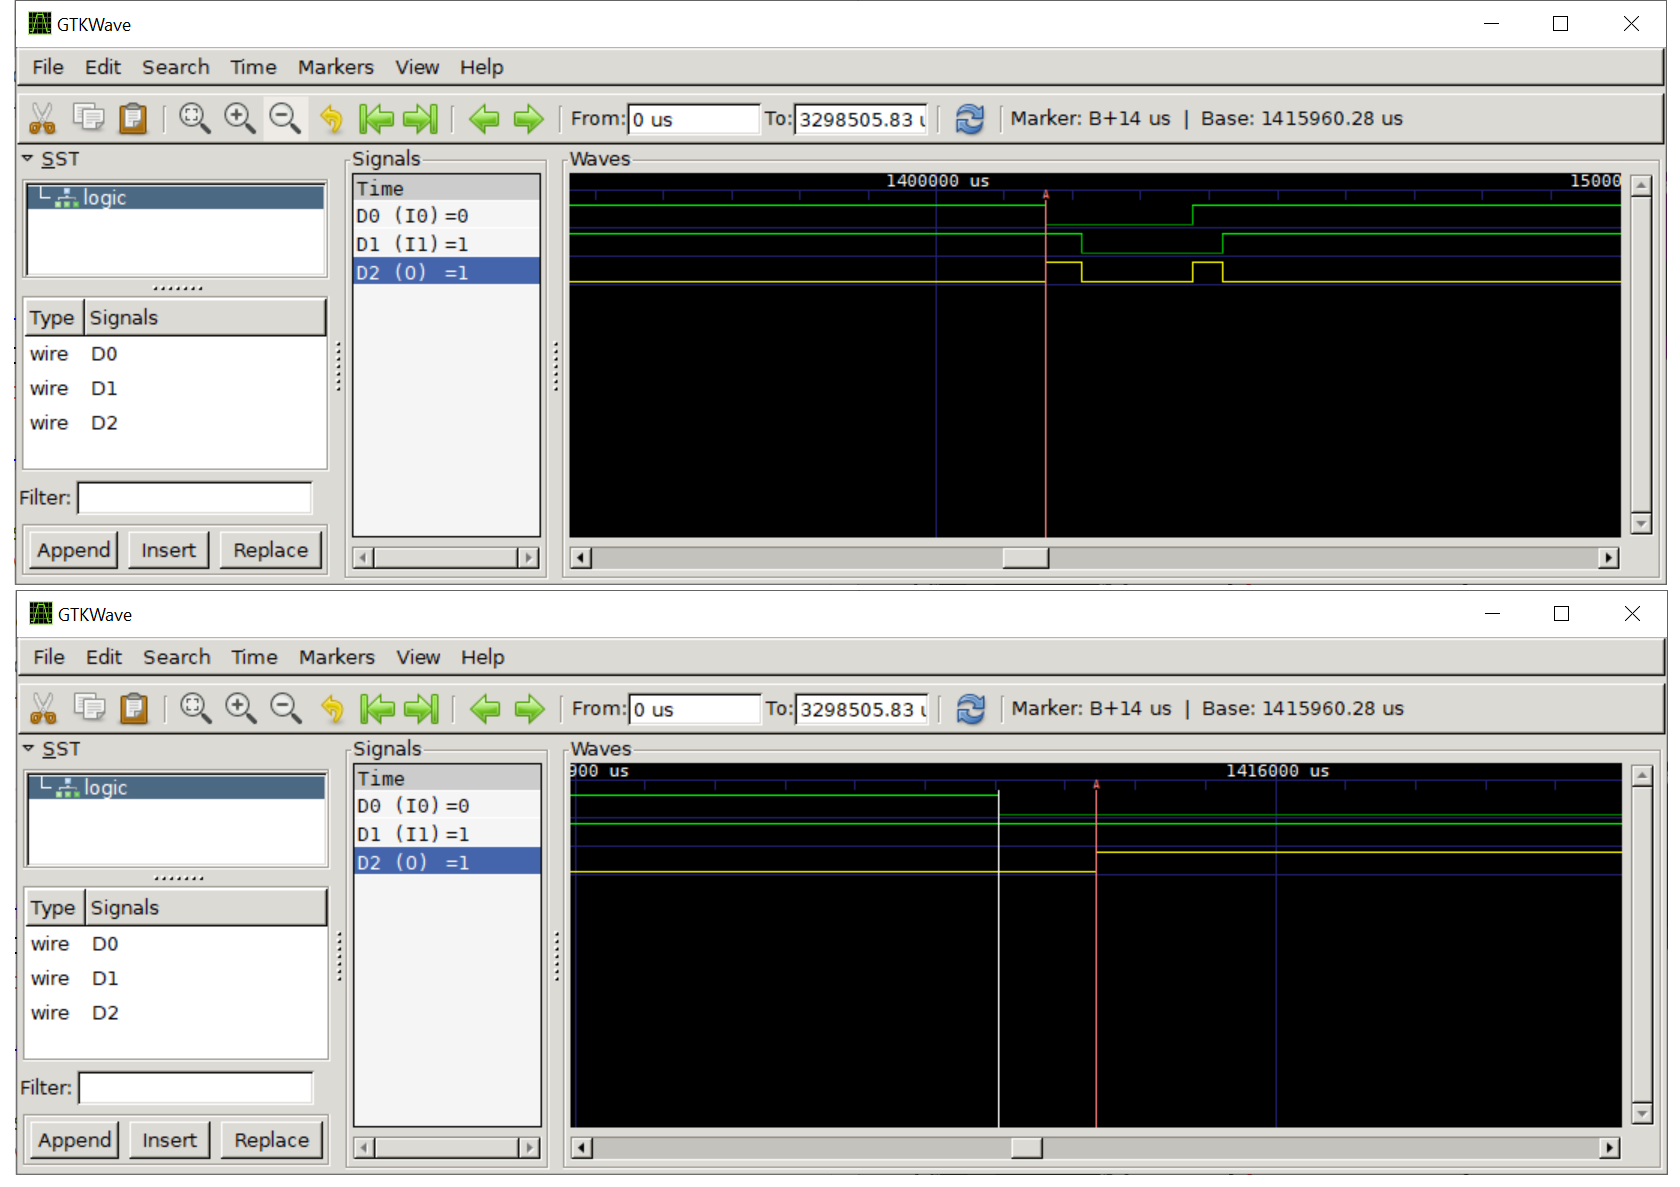 GTKWave
File Edit Search Time Markers View Help
From: 0 us To: 3298505.83 u Marker: B+14 us | Base: 1415960.28 us
SST
logic
Type Signals
wire D0
wire D1
wire D2
Filter:
Append Insert Replace
Signals
Time
D0 (I0)=0
D1 (I1)=1
D2 (O) =1
Waves
1400000 us 15000
A
GTKWave
File Edit Search Time Markers View Help
From: 0 us To: 3298505.83 u Marker: B+14 us | Base: 1415960.28 us
SST
logic
Type Signals
wire D0
wire D1
wire D2
Filter:
Append Insert Replace
Signals
Time
D0 (I0)=0
D1 (I1)=1
D2 (O) =1
Waves
900 us 1416000 us
A